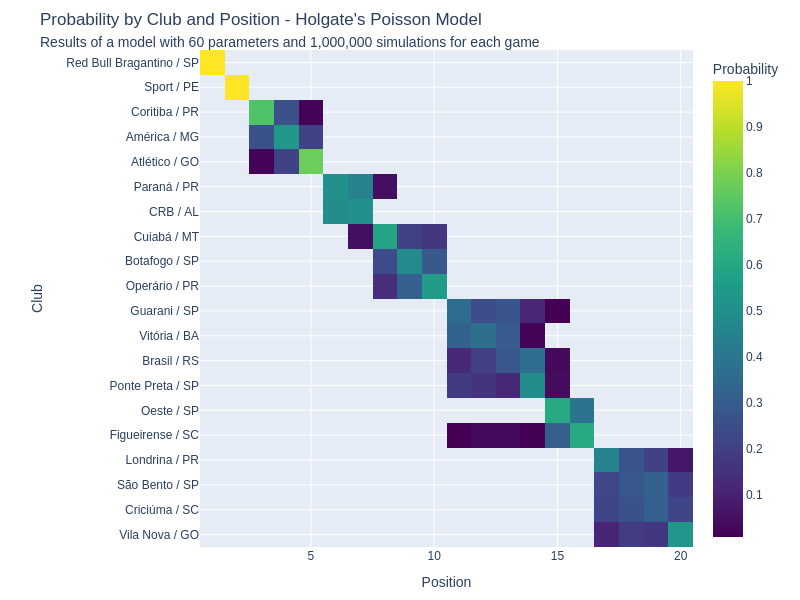 Probability by Club and Position - Holgate's Poisson Model
Results of a model with 60 parameters and 1,000,000 simulations for each game
Probability
Club
Red Bull Bragantino / SP
Sport / PE
Coritiba / PR
América / MG
Atlético / GO
Paraná / PR
CRB / AL
Cuiabá / MT
Botafogo / SP
Operário / PR
Guarani / SP
Vitória / BA
Brasil / RS
Ponte Preta / SP
Oeste / SP
Figueirense / SC
Londrina / PR
São Bento / SP
Criciúma / SC
Vila Nova / GO
5 10 15 20
Position
1
0.9
0.8
0.7
0.6
0.5
0.4
0.3
0.2
0.1